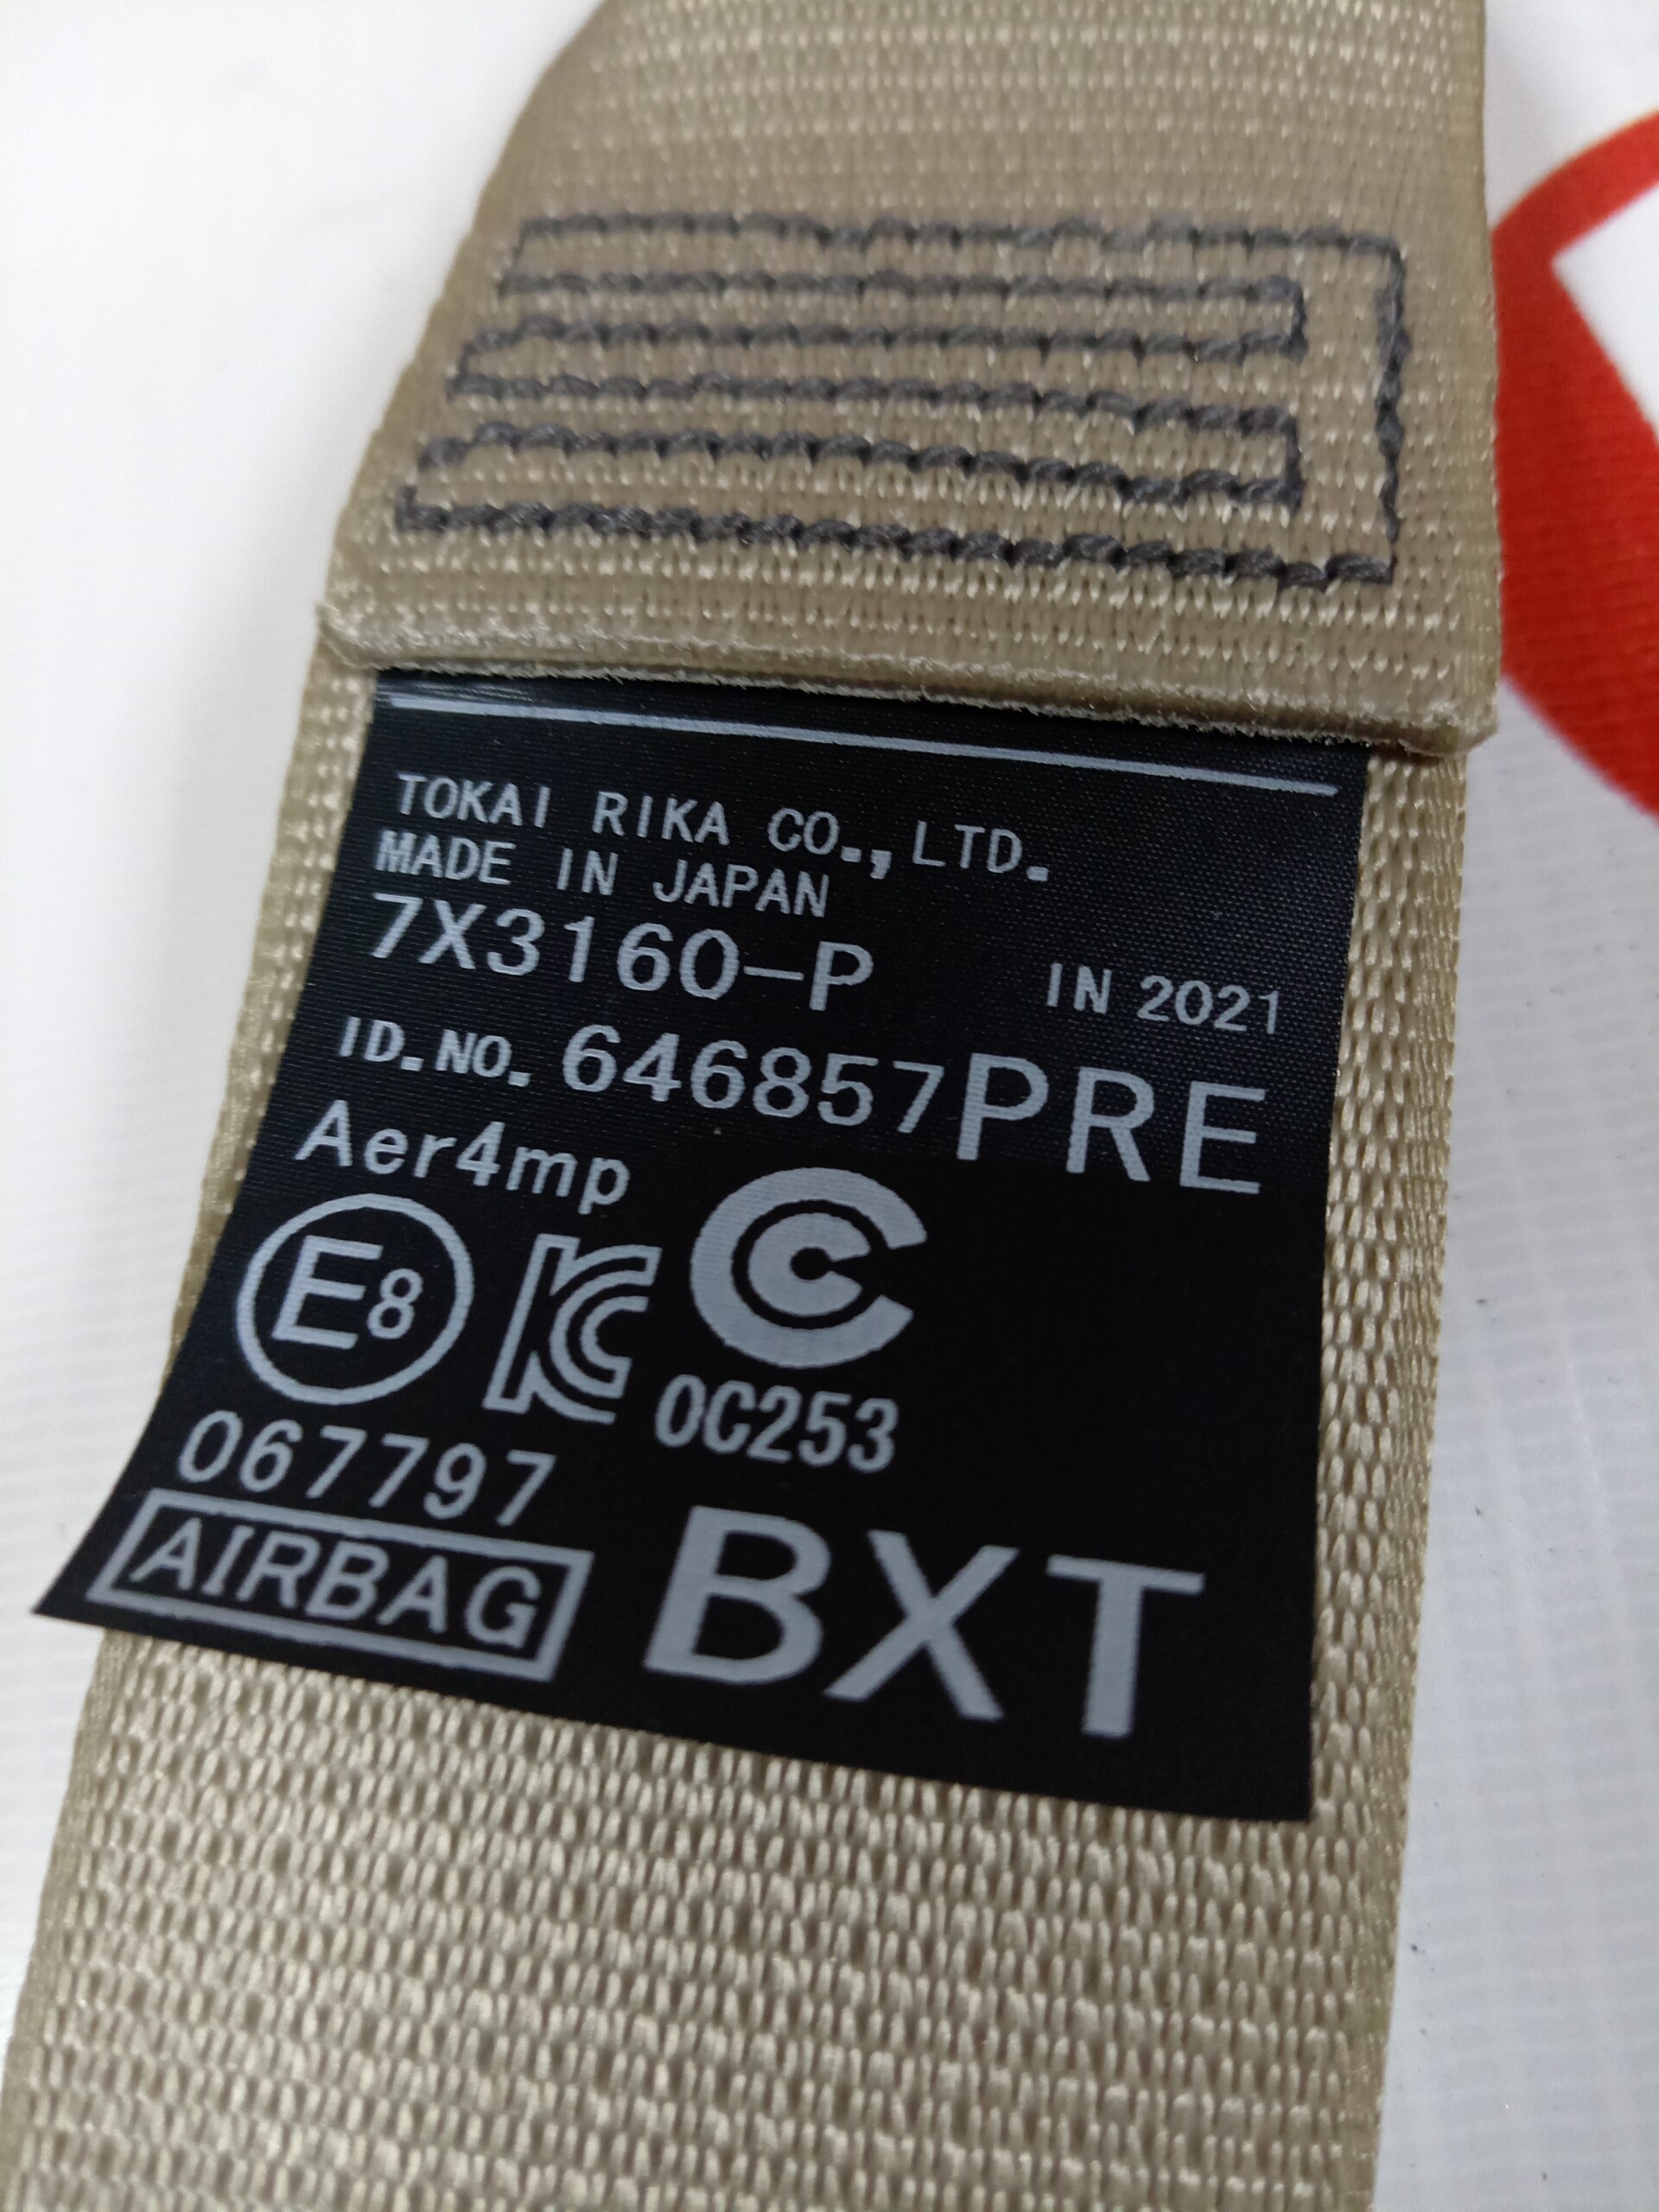 TOKAI RIKA CO.,LTD.
MADE IN JAPAN
7X3160-P IN 2021
ID.NO. 646857PRE
Aer4mp
E8 KC C
0C253
067797
AIRBAG BXT